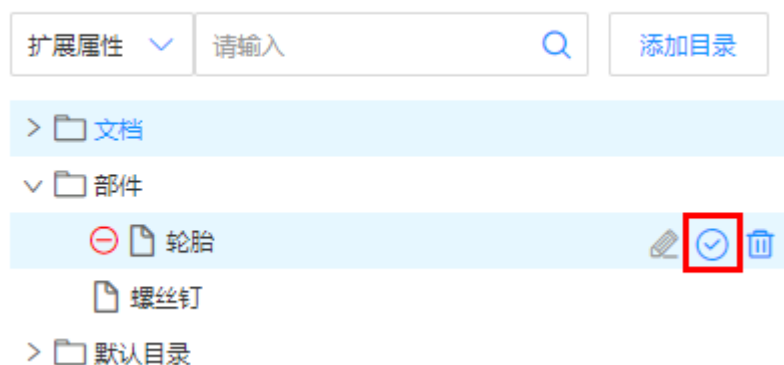 扩展属性 请输入 添加目录
文档
部件
轮胎
螺丝钉
默认目录